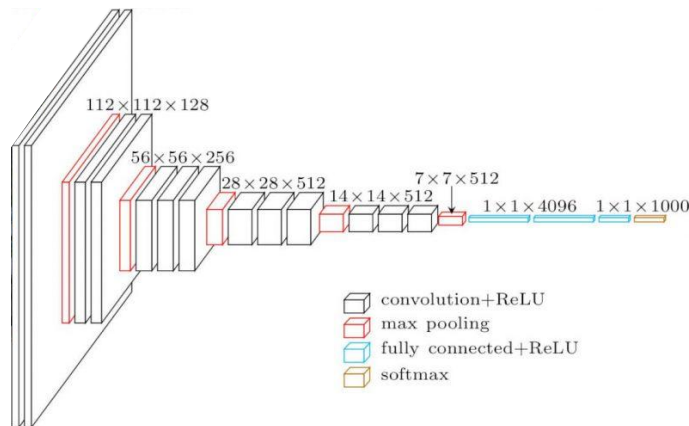 112×112×128
56×56×256
28×28×512
14×14×512
7×7×512
1×1×4096
1×1×1000
convolution+ReLU
max pooling
fully connected+ReLU
softmax